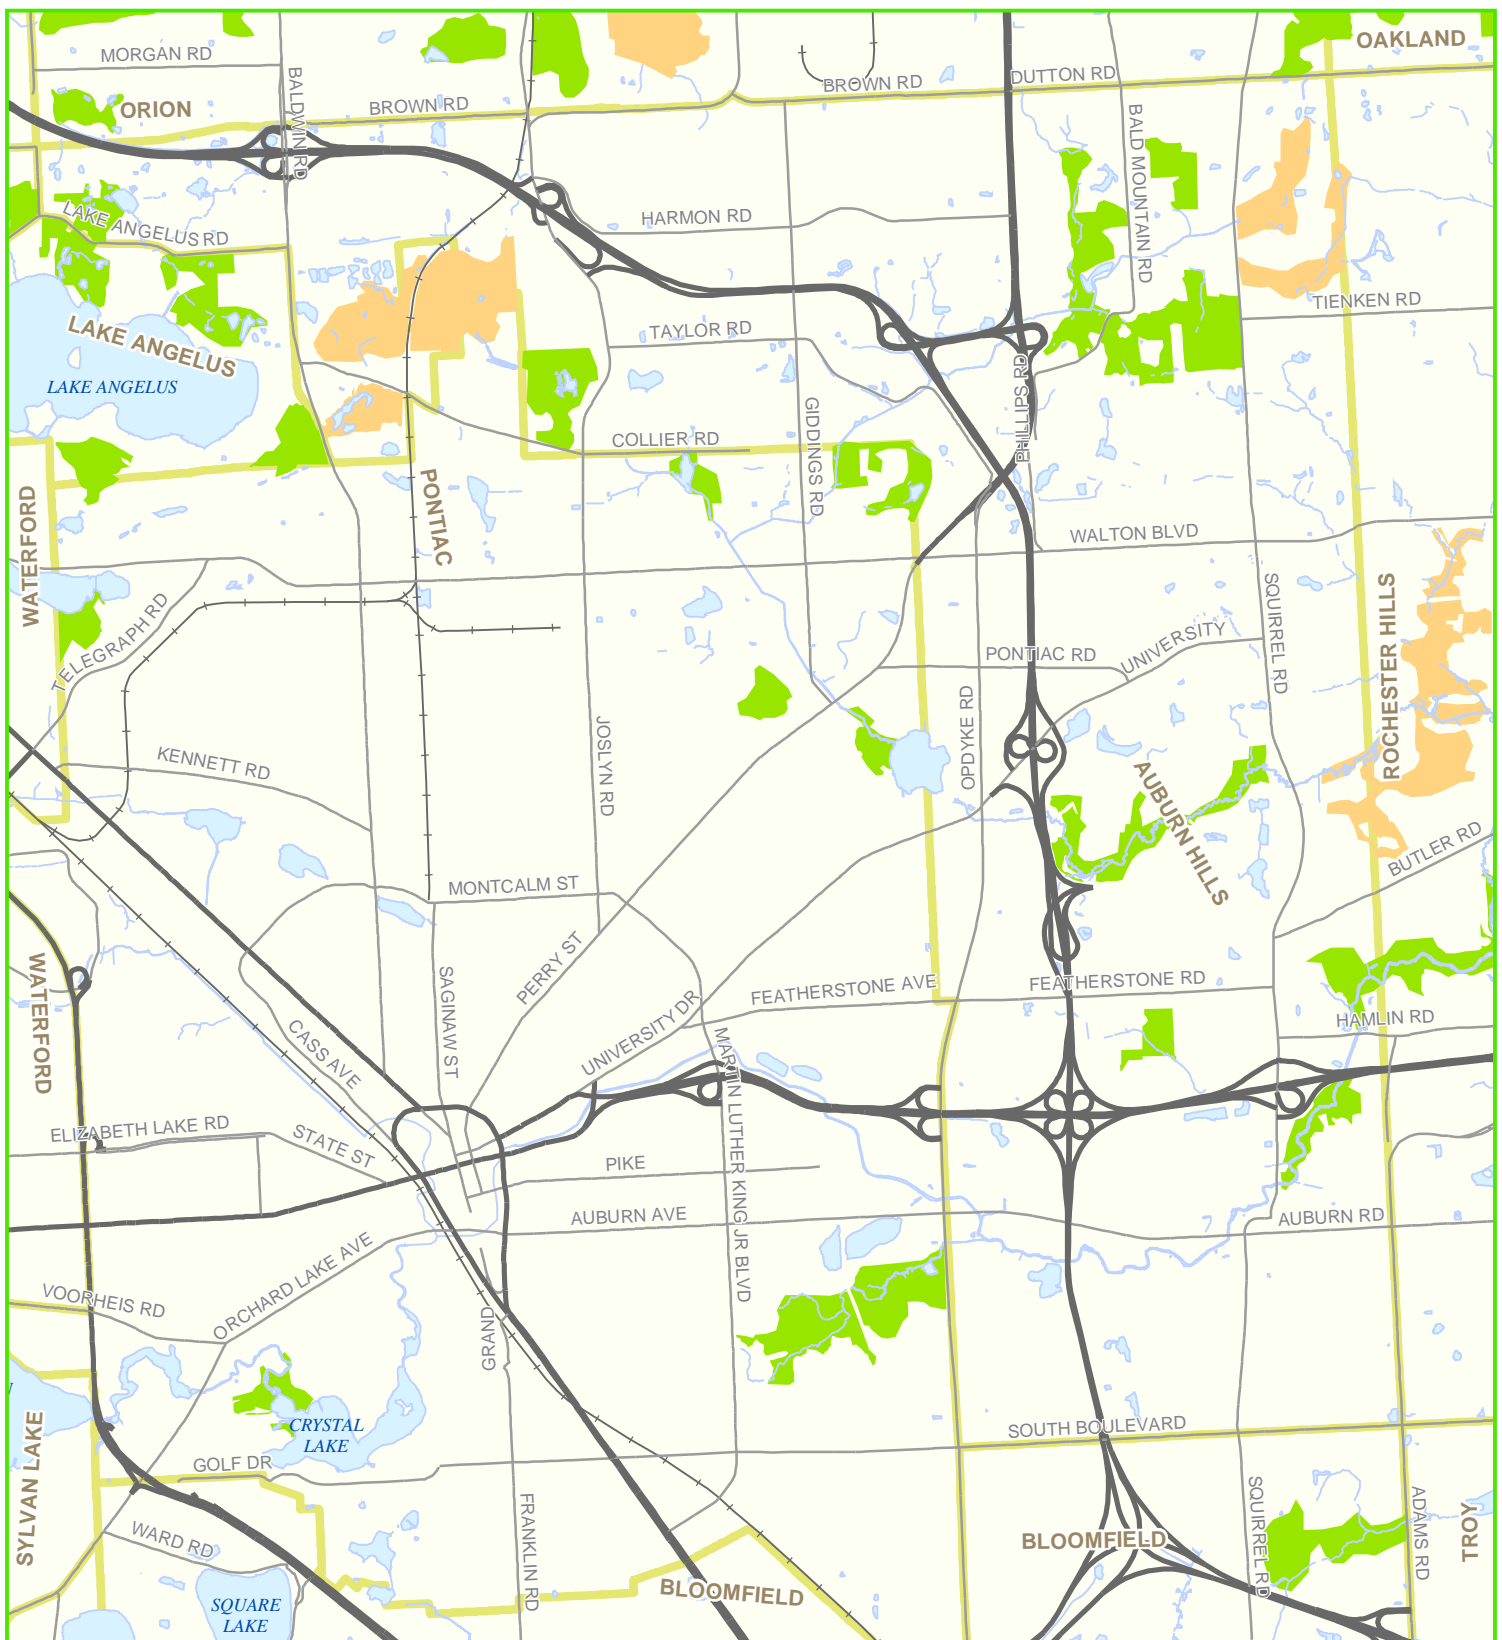 OAKLAND
MORGAN RD
DUTTON RD
BALDWIN RD
BROWN RD
BROWN RD
ORION
BALD MOUNTAIN RD
LAKE ANGELUS RD
HARMON RD
TIENKEN RD
LAKE ANGELUS
TAYLOR RD
LAKE ANGELUS
PHILLIPS RD
GIDDINGS RD
COLLIER RD
PONTIAC
WATERFORD
WALTON BLVD
SQUIRREL RD
ROCHESTER HILLS
TELEGRAPH RD
UNIVERSITY
PONTIAC RD
OPDYKE RD
JOSLYN RD
KENNETT RD
AUBURN HILLS
BUTLER RD
MONTCALM ST
PERRY ST
WATERFORD
SAGINAW ST
FEATHERSTONE AVE
FEATHERSTONE RD
UNIVERSITY DR
HAMLIN RD
CASS AVE
MARTIN LUTHER KING JR BLVD
ELIZABETH LAKE RD
STATE ST
PIKE
AUBURN AVE
AUBURN RD
ORCHARD LAKE AVE
VOORHEIS RD
GRAND
CRYSTAL
LAKE
SOUTH BOULEVARD
SYLVAN LAKE
GOLF DR
SQUIRREL RD
ADAMS RD
TROY
FRANKLIN RD
WARD RD
BLOOMFIELD
BLOOMFIELD
SQUARE
LAKE